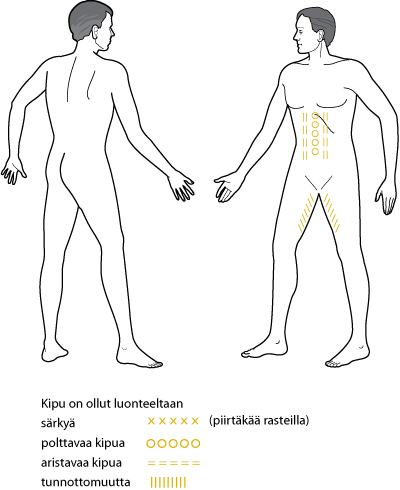 Kipu on ollut luonteeltaan
särkyä ××××× (piirtäkää rasteilla)
polttavaa kipua ○○○○○
aristavaa kipua =====
tunnottomuutta |||||||||